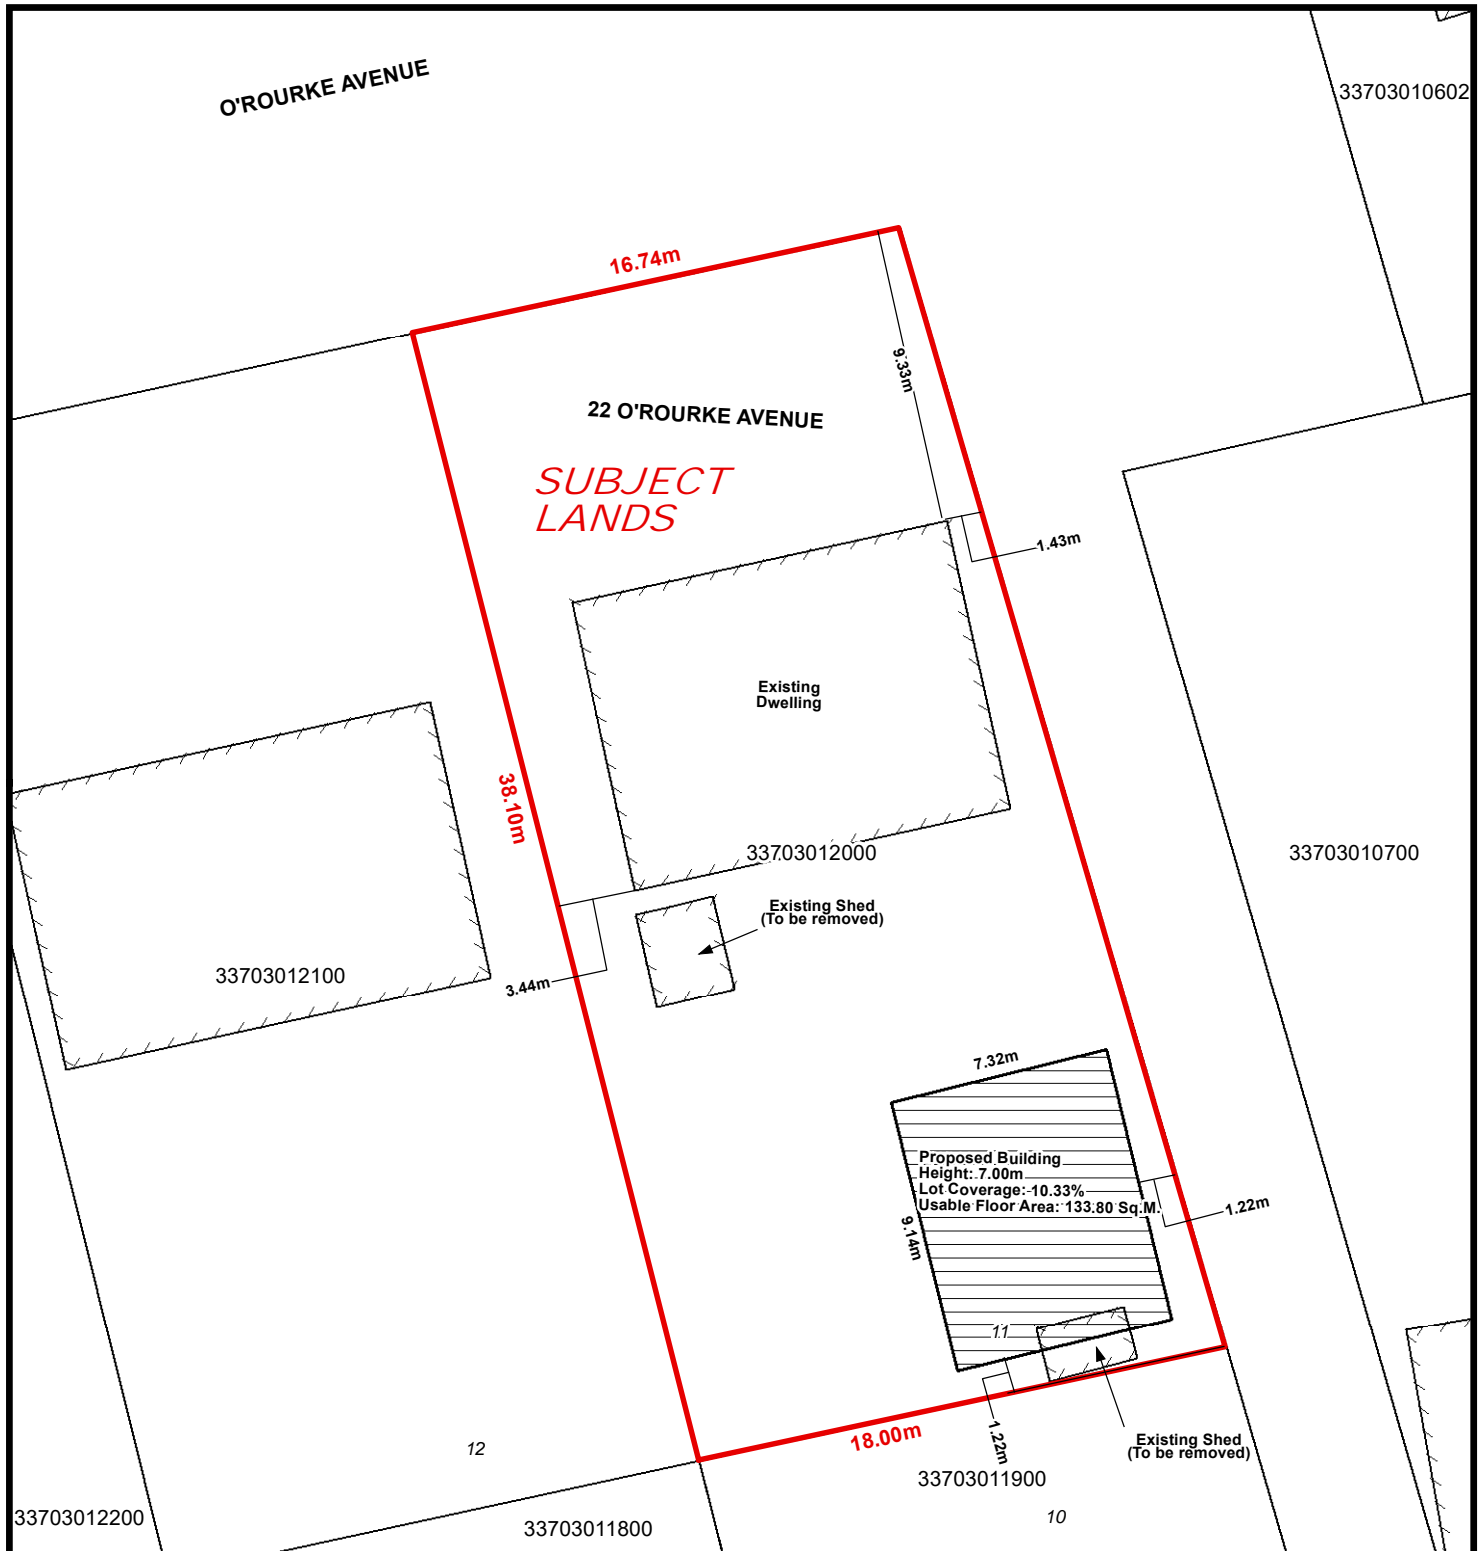 O'ROURKE AVENUE
33703010602
16.74m
9.33m
22 O'ROURKE AVENUE
SUBJECT
LANDS
1.43m
Existing
Dwelling
38.10m
33703012000
33703010700
Existing Shed
(To be removed)
33703012100
3.44m
7.32m
Proposed Building
Height: 7.00m
Lot Coverage: 10.33%
Usable Floor Area: 133.80 Sq.M.
1.22m
9.14m
11
1.22m
18.00m
Existing Shed
(To be removed)
12
33703011900
33703012200
33703011800
10